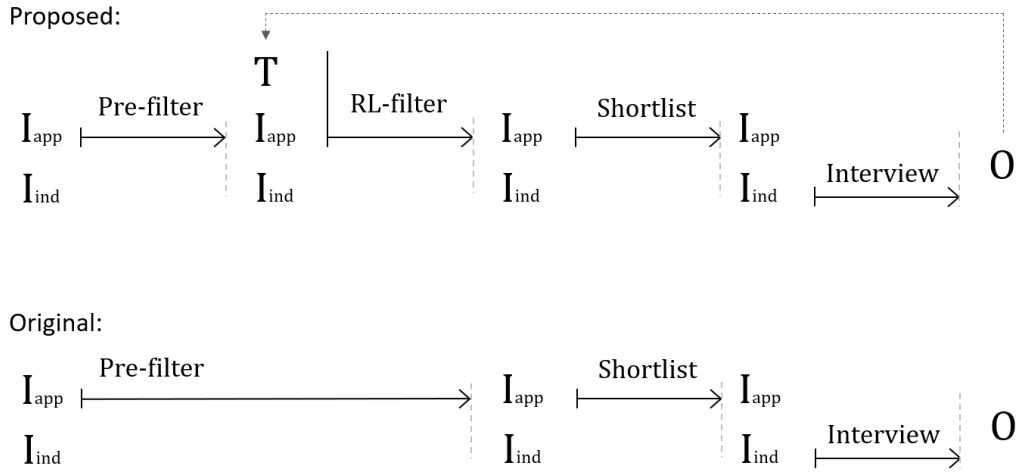 Proposed:
T
Pre-filter RL-filter Shortlist
Iapp Iapp Iapp Iapp
Interview O
Iind Iind Iind Iind
Original:
Pre-filter Shortlist
Iapp Iapp Iapp
Interview O
Iind Iind Iind